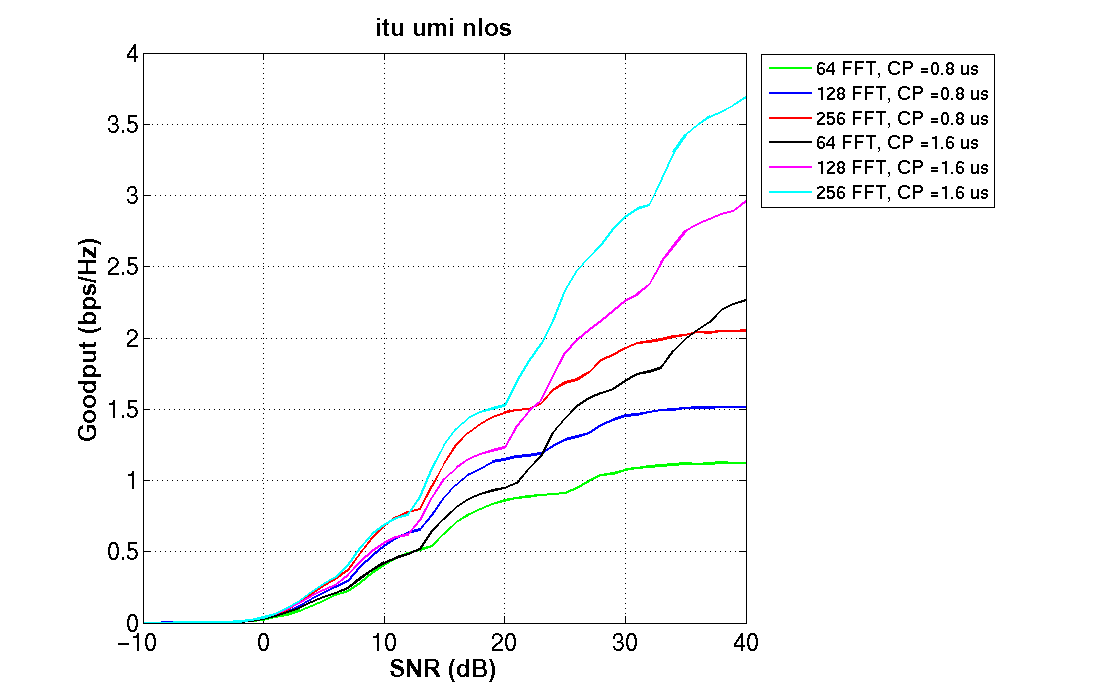 itu umi nlos
4
3.5
3
2.5
2
1.5
1
0.5
0
−10
0
10
20
30
40
Goodput (bps/Hz)
SNR (dB)
64 FFT, CP =0.8 us
128 FFT, CP =0.8 us
256 FFT, CP =0.8 us
64 FFT, CP =1.6 us
128 FFT, CP =1.6 us
256 FFT, CP =1.6 us